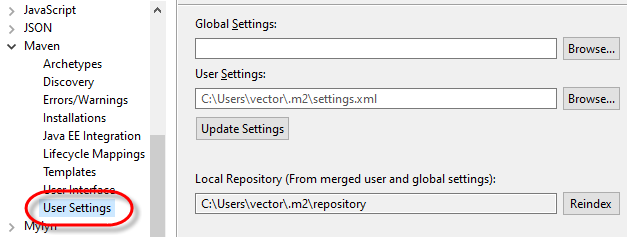 JavaScript
JSON
Maven
Archetypes
Discovery
Errors/Warnings
Installations
Java EE Integration
Lifecycle Mappings
Templates
User Interface
User Settings
Mylyn
Global Settings:
Browse...
User Settings:
C:\Users\vector\.m2\settings.xml
Browse...
Update Settings
Local Repository (From merged user and global settings):
C:\Users\vector\.m2\repository
Reindex